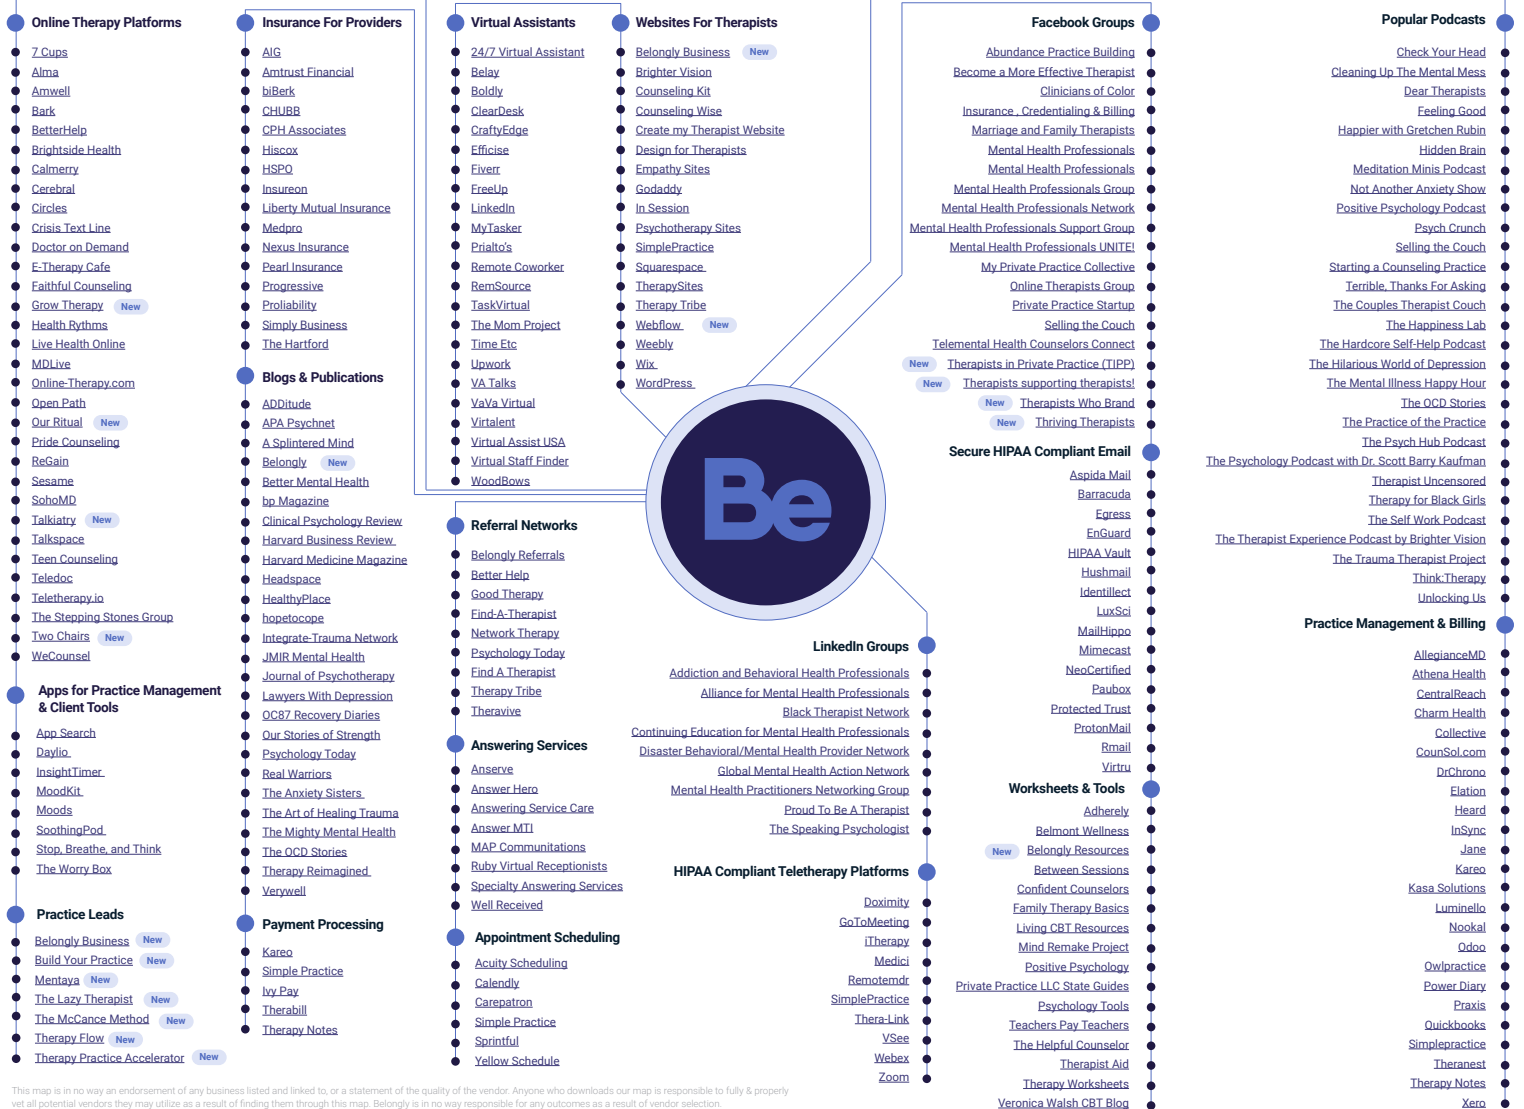 Online Therapy Platforms
7 Cups
Alma
Amwell
Bark
BetterHelp
Brightside Health
Calmerry
Cerebral
Circles
Crisis Text Line
Doctor on Demand
E-Therapy Cafe
Faithful Counseling
Grow Therapy New
Health Rythms
Live Health Online
MDLive
Online-Therapy.com
Open Path
Our Ritual New
Pride Counseling
ReGain
Sesame
SohoMD
Talkiatry New
Talkspace
Teen Counseling
Teledoc
Teletherapy.io
The Stepping Stones Group
Two Chairs New
WeCounsel
Apps for Practice Management
& Client Tools
App Search
Daylio
InsightTimer
MoodKit
Moods
SoothingPod
Stop, Breathe, and Think
The Worry Box
Practice Leads
Belongly Business New
Build Your Practice New
Mentaya New
The Lazy Therapist New
The McCance Method New
Therapy Flow New
Therapy Practice Accelerator New
Insurance For Providers
AIG
Amtrust Financial
biBerk
CHUBB
CPH Associates
Hiscox
HSPO
Insureon
Liberty Mutual Insurance
Medpro
Nexus Insurance
Pearl Insurance
Progressive
Proliability
Simply Business
The Hartford
Blogs & Publications
ADDitude
APA Psychnet
A Splintered Mind
Belongly New
Better Mental Health
bp Magazine
Clinical Psychology Review
Harvard Business Review
Harvard Medicine Magazine
Headspace
HealthyPlace
hopetocope
Integrate-Trauma Network
JMIR Mental Health
Journal of Psychotherapy
Lawyers With Depression
OC87 Recovery Diaries
Our Stories of Strength
Psychology Today
Real Warriors
The Anxiety Sisters
The Art of Healing Trauma
The Mighty Mental Health
The OCD Stories
Therapy Reimagined
Verywell
Payment Processing
Kareo
Simple Practice
Ivy Pay
Therabill
Therapy Notes
Virtual Assistants
24/7 Virtual Assistant
Belay
Boldly
ClearDesk
CraftyEdge
Efficise
Fiverr
FreeUp
LinkedIn
MyTasker
Prialto's
Remote Coworker
RemSource
TaskVirtual
The Mom Project
Time Etc
Upwork
VA Talks
VaVa Virtual
Virtalent
Virtual Assist USA
Virtual Staff Finder
WoodBows
Referral Networks
Belongly Referrals
Better Help
Good Therapy
Find-A-Therapist
Network Therapy
Psychology Today
Find A Therapist
Therapy Tribe
Theravive
Answering Services
Anserve
Answer Hero
Answering Service Care
Answer MTI
MAP Communitations
Ruby Virtual Receptionists
Specialty Answering Services
Well Received
Appointment Scheduling
Acuity Scheduling
Calendly
Carepatron
Simple Practice
Sprintful
Yellow Schedule
Websites For Therapists
Belongly Business New
Brighter Vision
Counseling Kit
Counseling Wise
Create my Therapist Website
Design for Therapists
Empathy Sites
Godaddy
In Session
Psychotherapy Sites
SimplePractice
Squarespace
TherapySites
Therapy Tribe
Webflow New
Weebly
Wix
WordPress
Be
LinkedIn Groups
Addiction and Behavioral Health Professionals
Alliance for Mental Health Professionals
Black Therapist Network
Continuing Education for Mental Health Professionals
Disaster Behavioral/Mental Health Provider Network
Global Mental Health Action Network
Mental Health Practitioners Networking Group
Proud To Be A Therapist
The Speaking Psychologist
HIPAA Compliant Teletherapy Platforms
Doximity
GoToMeeting
iTherapy
Medici
Remotemdr
SimplePractice
Thera-Link
VSee
Webex
Zoom
Facebook Groups
Abundance Practice Building
Become a More Effective Therapist
Clinicians of Color
Insurance , Credentialing & Billing
Marriage and Family Therapists
Mental Health Professionals
Mental Health Professionals
Mental Health Professionals Group
Mental Health Professionals Network
Mental Health Professionals Support Group
Mental Health Professionals UNITE!
My Private Practice Collective
Online Therapists Group
Private Practice Startup
Selling the Couch
Telemental Health Counselors Connect
New Therapists in Private Practice (TIPP)
New Therapists supporting therapists!
New Therapists Who Brand
New Thriving Therapists
Secure HIPAA Compliant Email
Aspida Mail
Barracuda
Egress
EnGuard
HIPAA Vault
Hushmail
Identillect
LuxSci
MailHippo
Mimecast
NeoCertified
Paubox
Protected Trust
ProtonMail
Rmail
Virtru
Worksheets & Tools
Adherely
Belmont Wellness
New Belongly Resources
Between Sessions
Confident Counselors
Family Therapy Basics
Living CBT Resources
Mind Remake Project
Positive Psychology
Private Practice LLC State Guides
Psychology Tools
Teachers Pay Teachers
The Helpful Counselor
Therapist Aid
Therapy Worksheets
Veronica Walsh CBT Blog
Popular Podcasts
Check Your Head
Cleaning Up The Mental Mess
Dear Therapists
Feeling Good
Happier with Gretchen Rubin
Hidden Brain
Meditation Minis Podcast
Not Another Anxiety Show
Positive Psychology Podcast
Psych Crunch
Selling the Couch
Starting a Counseling Practice
Terrible, Thanks For Asking
The Couples Therapist Couch
The Happiness Lab
The Hardcore Self-Help Podcast
The Hilarious World of Depression
The Mental Illness Happy Hour
The OCD Stories
The Practice of the Practice
The Psych Hub Podcast
The Psychology Podcast with Dr. Scott Barry Kaufman
Therapist Uncensored
Therapy for Black Girls
The Self Work Podcast
The Therapist Experience Podcast by Brighter Vision
The Trauma Therapist Project
Think:Therapy
Unlocking Us
Practice Management & Billing
AllegianceMD
Athena Health
CentralReach
Charm Health
Collective
CounSol.com
DrChrono
Elation
Heard
InSync
Jane
Kareo
Kasa Solutions
Luminello
Nookal
Odoo
Owlpractice
Power Diary
Praxis
Quickbooks
Simplepractice
Theranest
Therapy Notes
Xero
This map is in no way an endorsement of any business listed and linked to, or a statement of the quality of the vendor. Anyone who downloads our map is responsible to fully & properly
vet all potential vendors they may utilize as a result of finding them through this map. Belongly is in no way responsible for any outcomes as a result of vendor selection.